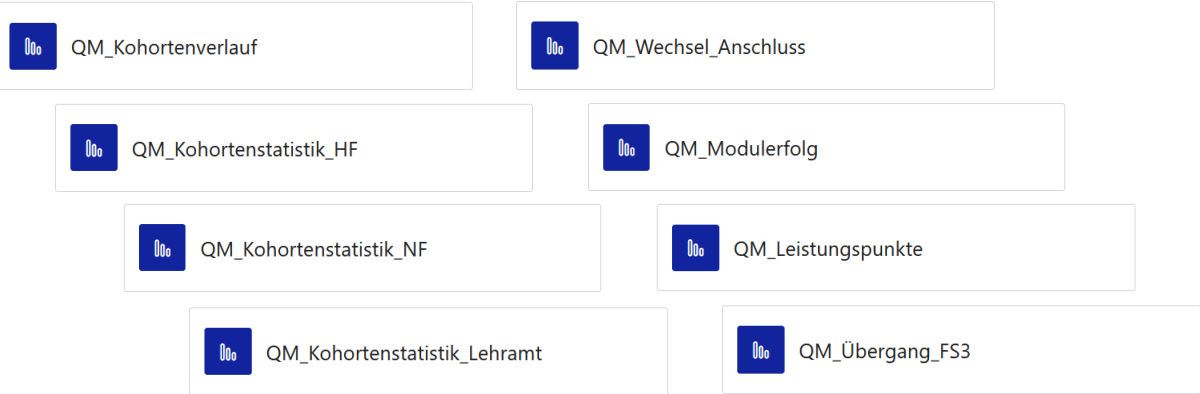 QM_Kohortenverlauf
QM_Wechsel_Anschluss
QM_Kohortenstatistik_HF
QM_Modulerfolg
QM_Kohortenstatistik_NF
QM_Leistungspunkte
QM_Kohortenstatistik_Lehramt
QM_Übergang_FS3